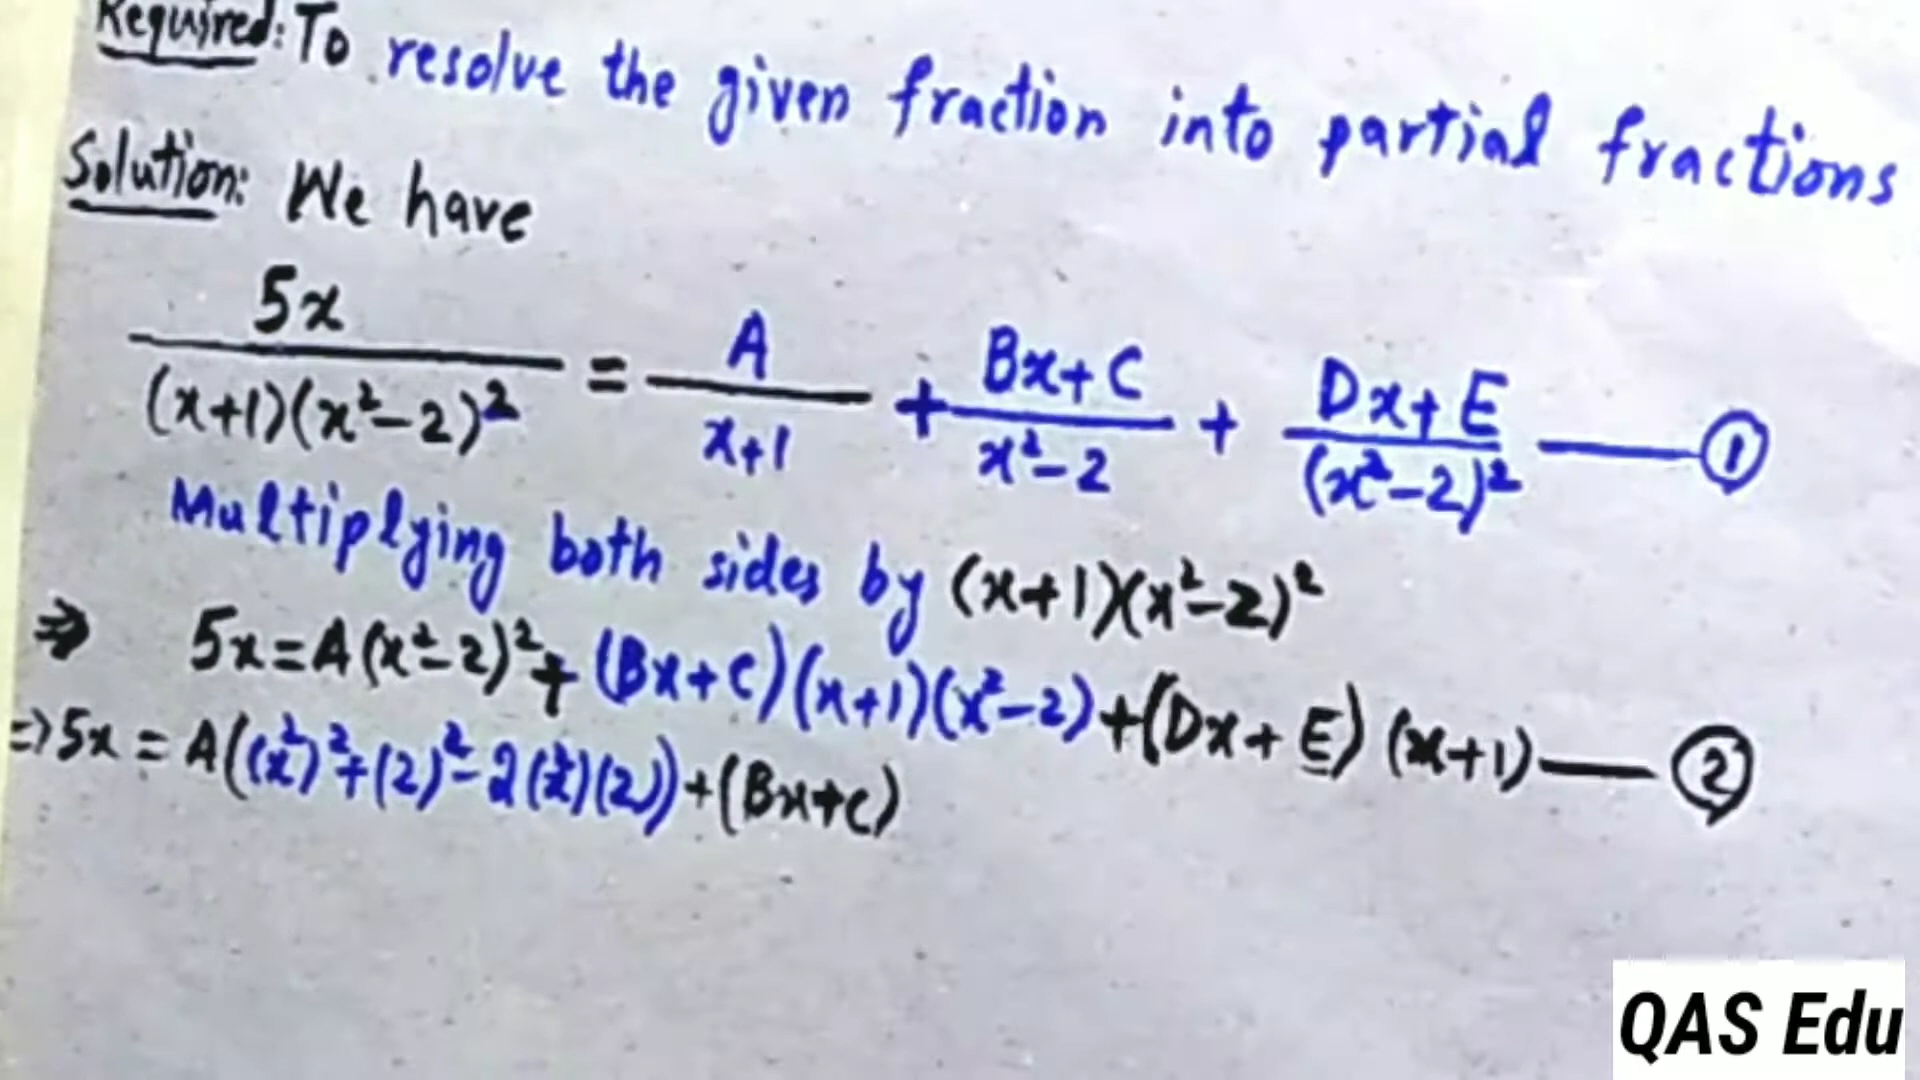 Required: To resolve the given fraction into partial fractions
Solution: We have
5x/(x+1)(x²-2)² = A/x+1 + Bx+C/x²-2 + Dx+E/(x²-2)² —— ①
Multiplying both sides by (x+1)(x²-2)²
⇒ 5x=A(x²-2)²+(Bx+C)(x+1)(x²-2)+(Dx+E)(x+1)—— ②
⇒5x = A((x²)²+(2)²-2(x²)(2))+(Bx+C)
QAS Edu